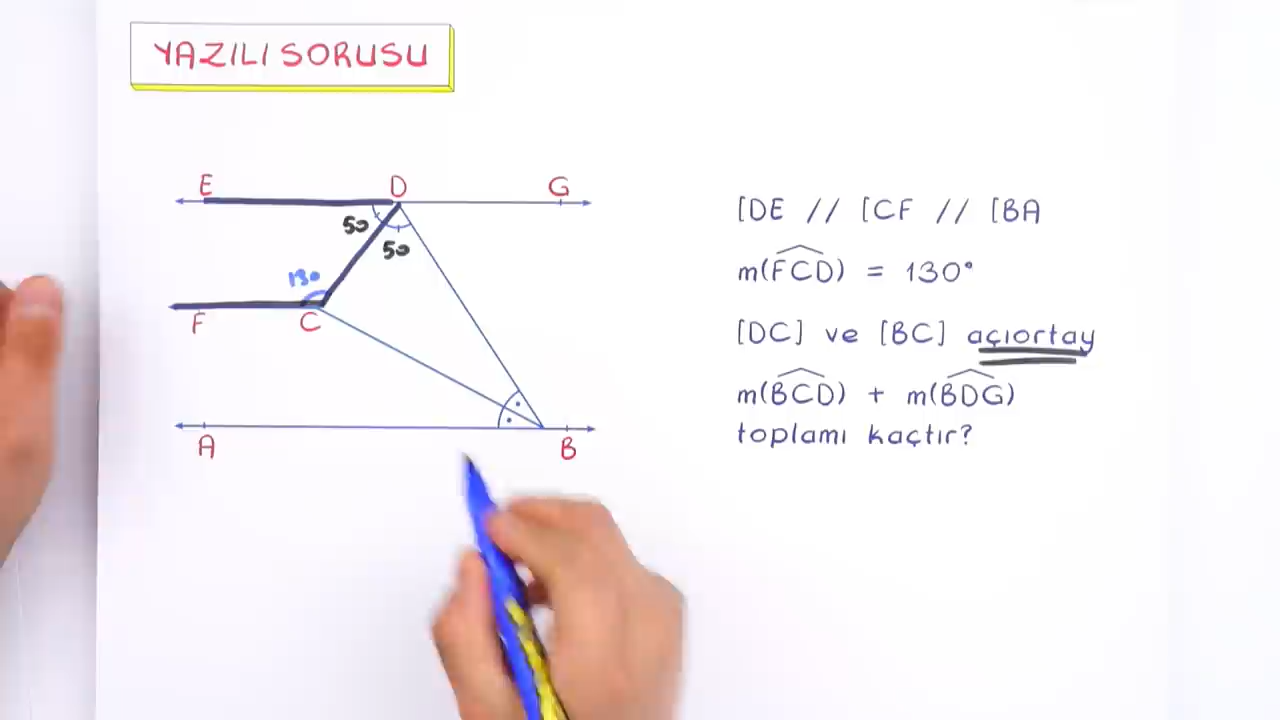 YAZILI SORUSU
E D G
50
50
130
F C
A B
[DE // [CF // [BA
m(FCD) = 130°
[DC] ve [BC] açıortay
m(BCD) + m(BDG)
toplamı kaçtır?